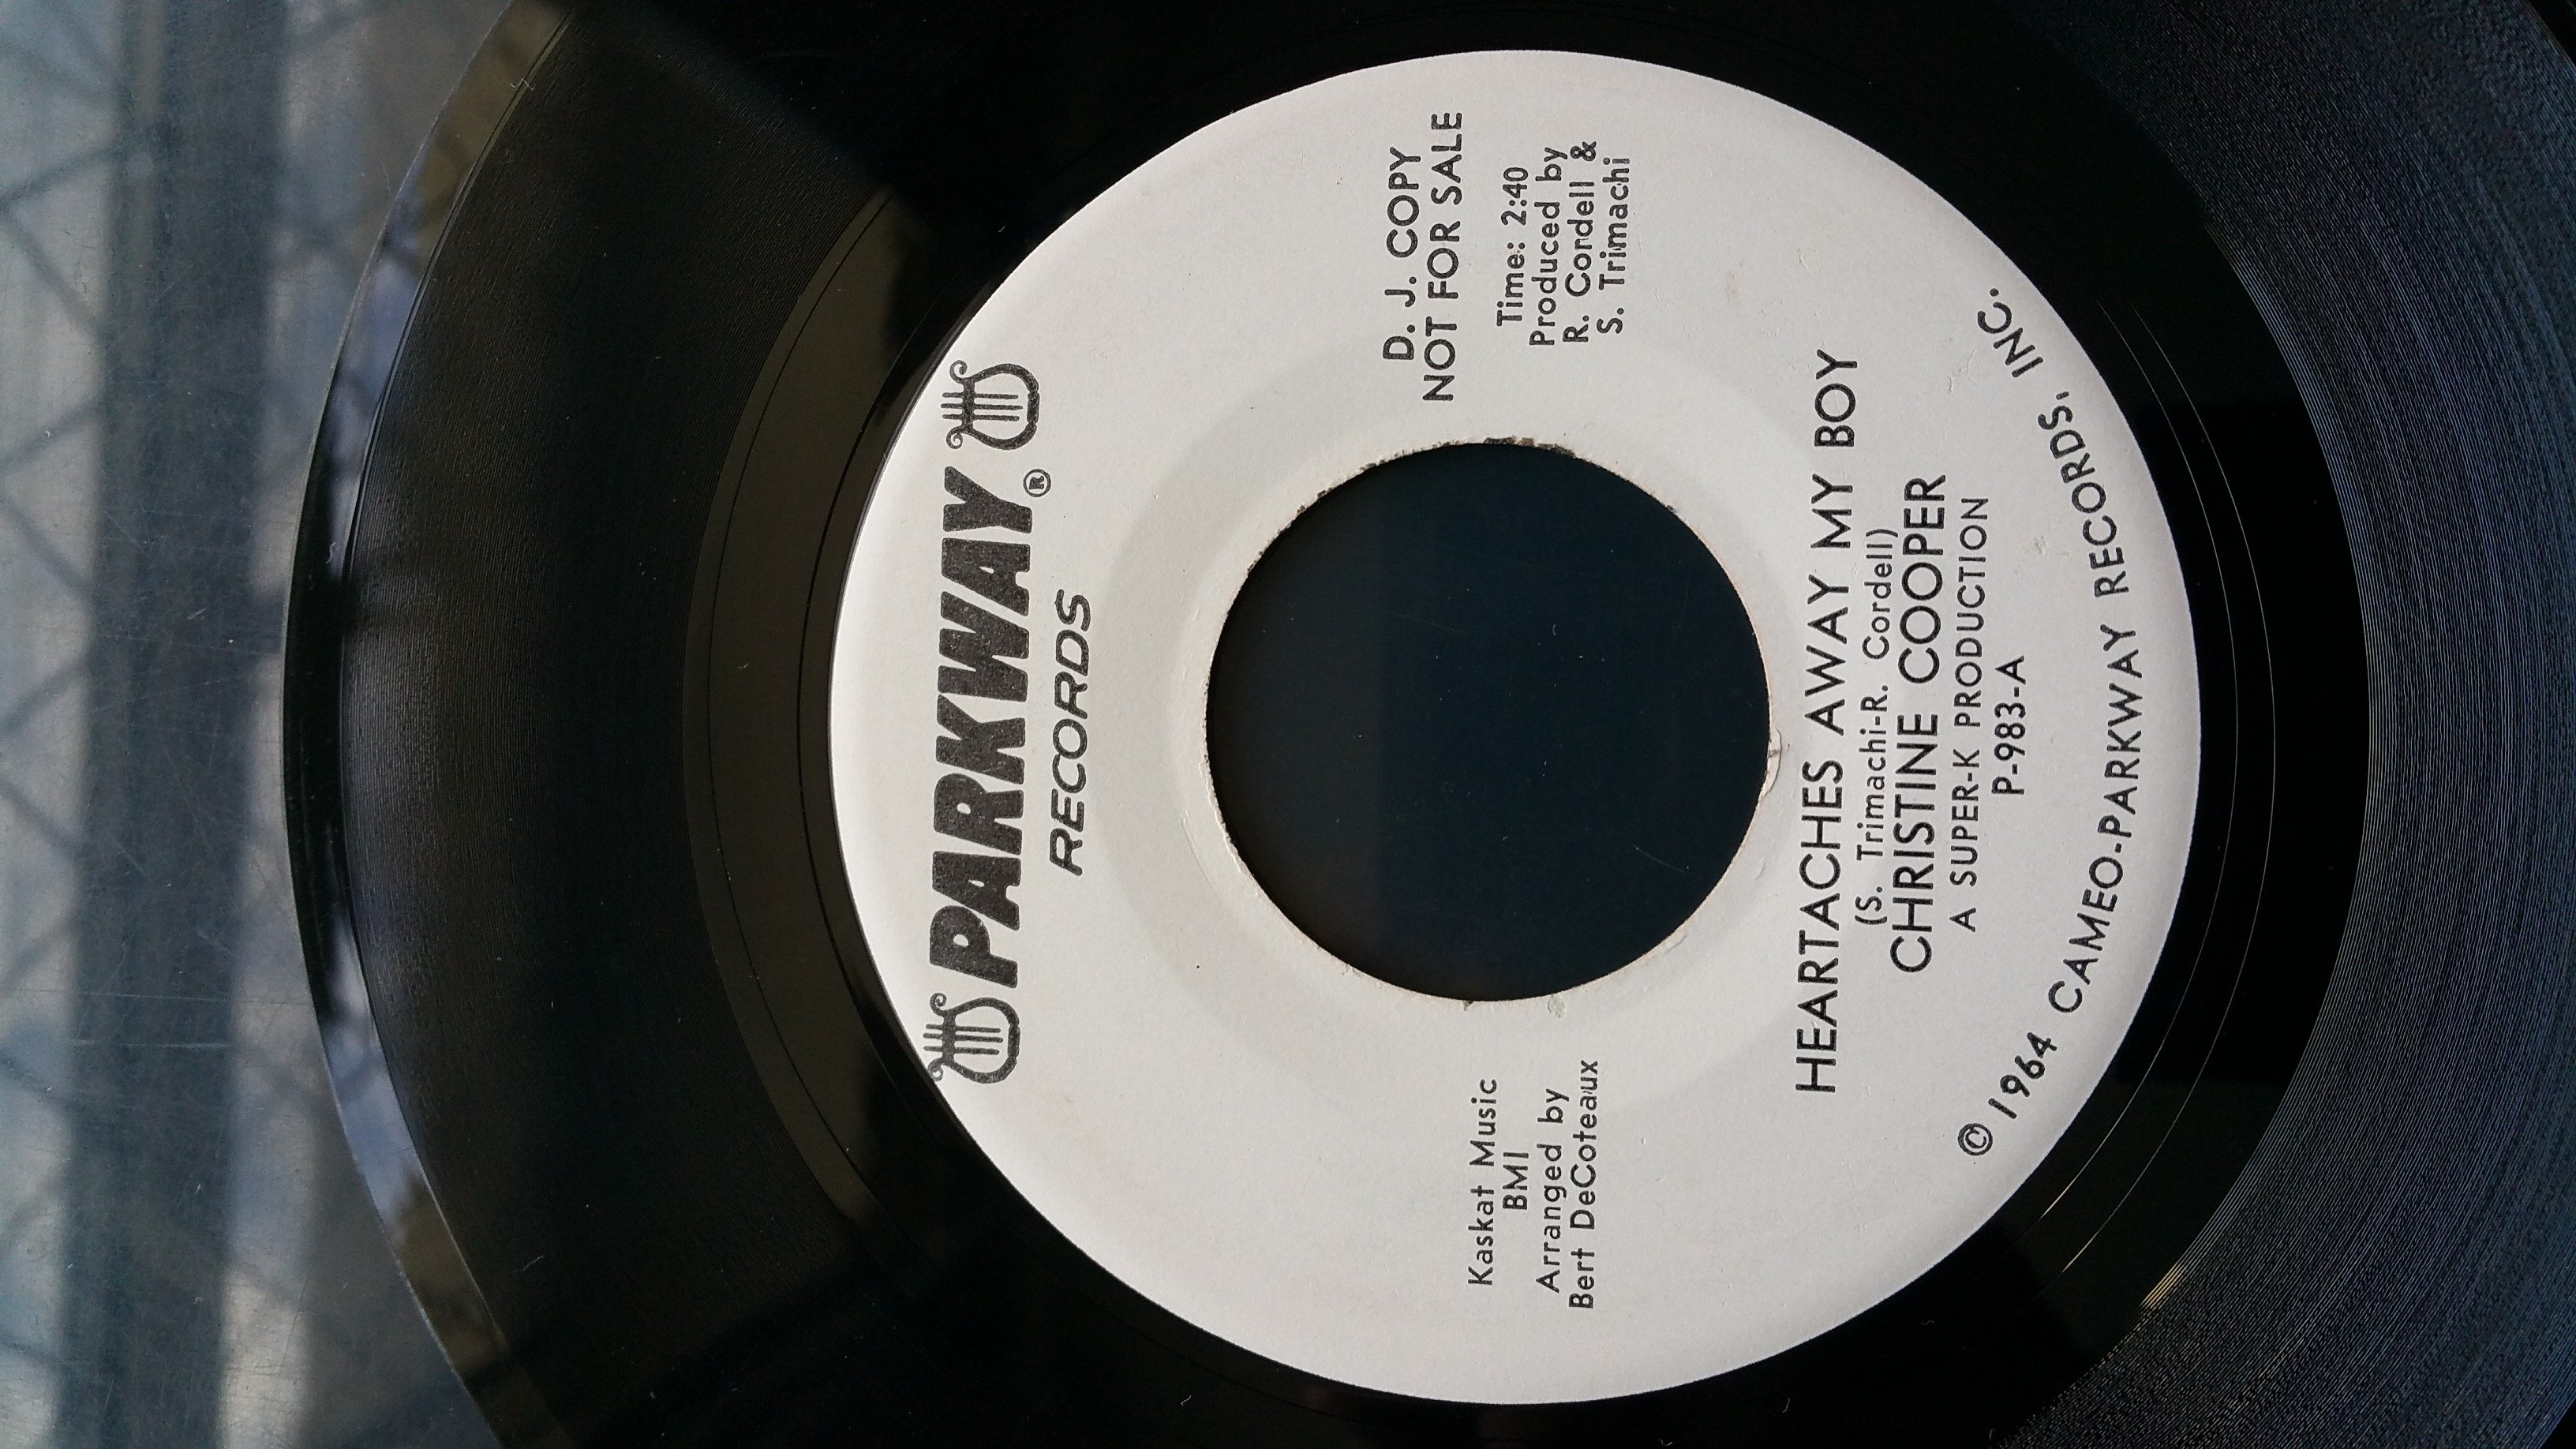 PARKWAY®
RECORDS
D. J. COPY
NOT FOR SALE
Kaskat Music
BMI
Arranged by
Bert DeCoteaux
Time: 2:40
Produced by
R. Cordell &
S. Trimachi
HEARTACHES AWAY MY BOY
(S. Trimachi-R. Cordell)
CHRISTINE COOPER
A SUPER-K PRODUCTION
P-983-A
© 1964 CAMEO-PARKWAY RECORDS, INC.